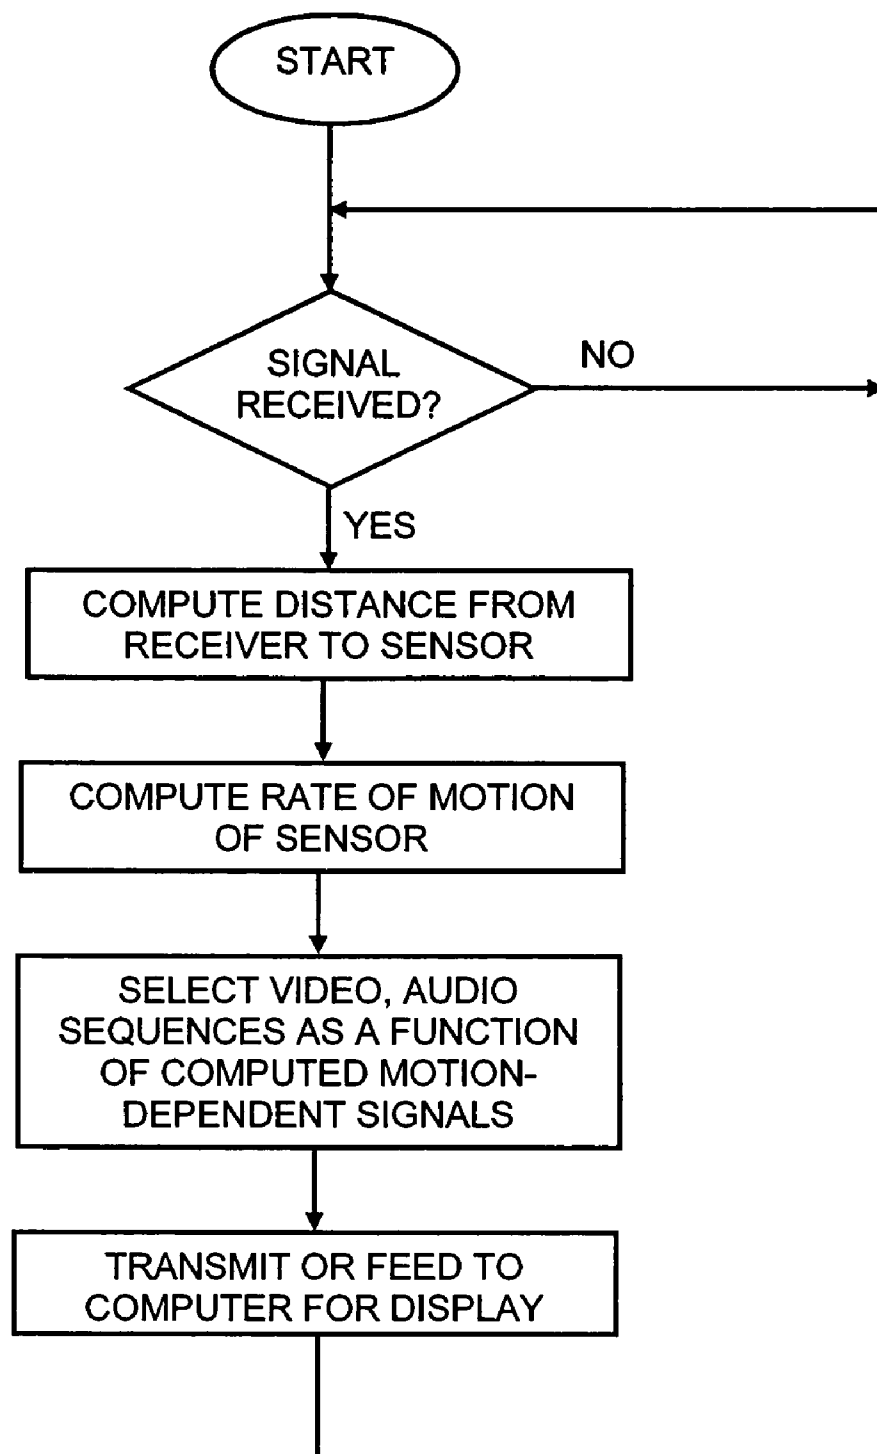 START
SIGNAL
RECEIVED?
NO
YES
COMPUTE DISTANCE FROM
RECEIVER TO SENSOR
COMPUTE RATE OF MOTION
OF SENSOR
SELECT VIDEO, AUDIO
SEQUENCES AS A FUNCTION
OF COMPUTED MOTION-
DEPENDENT SIGNALS
TRANSMIT OR FEED TO
COMPUTER FOR DISPLAY